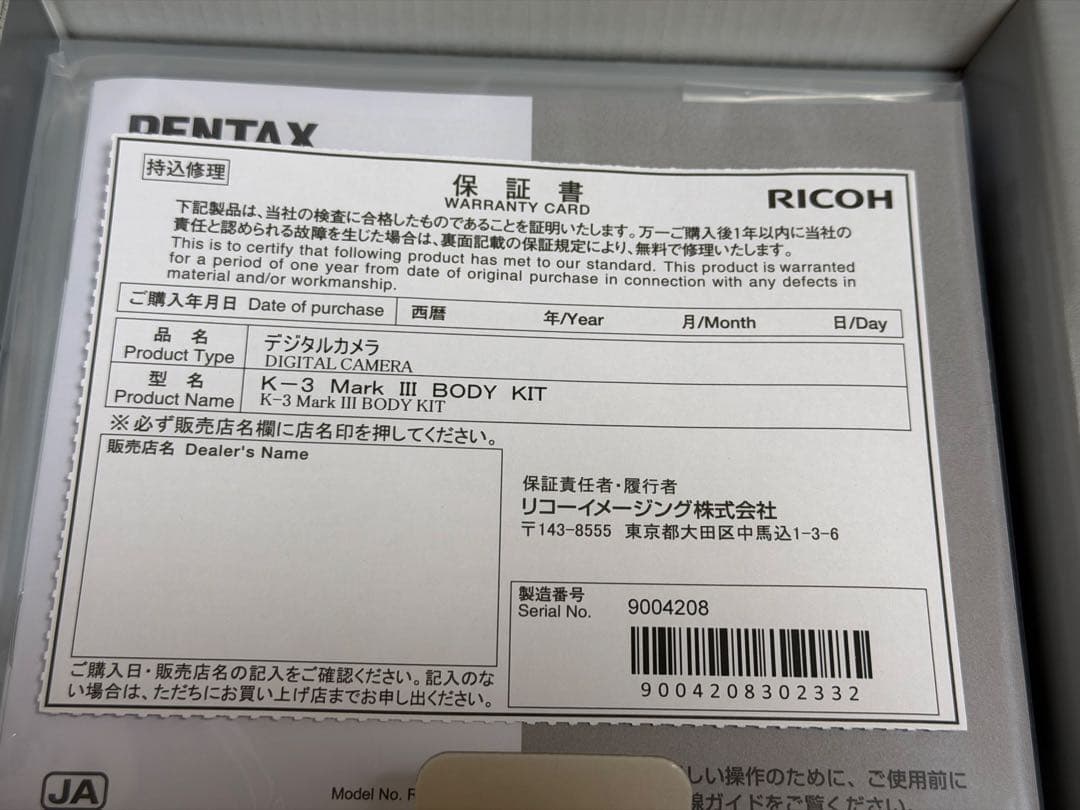 PENTAX
持込修理
保証書
WARRANTY CARD
RICOH
下記製品は、当社の検査に合格したものであることを証明いたします。万一ご購入後1年以内に当社の
責任と認められる故障を生じた場合は、裏面記載の保証規定により、無料で修理いたします。
This is to certify that following product has met to our standard. This product is warranted
for a period of one year from date of original purchase in connection with any defects in
material and/or workmanship.
ご購入年月日 Date of purchase 西暦 年/Year 月/Month 日/Day
品 名 デジタルカメラ
Product Type DIGITAL CAMERA
型 名 K-3 Mark III BODY KIT
Product Name K-3 Mark III BODY KIT
※必ず販売店名欄に店名印を押してください。
販売店名 Dealer's Name
保証責任者・履行者
リコーイメージング株式会社
〒143-8555 東京都大田区中馬込1-3-6
製造番号
Serial No. 9004208
9004208302332
ご購入日・販売店名の記入をご確認ください。記入のな
い場合は、ただちにお買い上げ店までお申し出ください。
JA
Model No. R
しい操作のために、ご使用前に
ガイドをご覧ください。